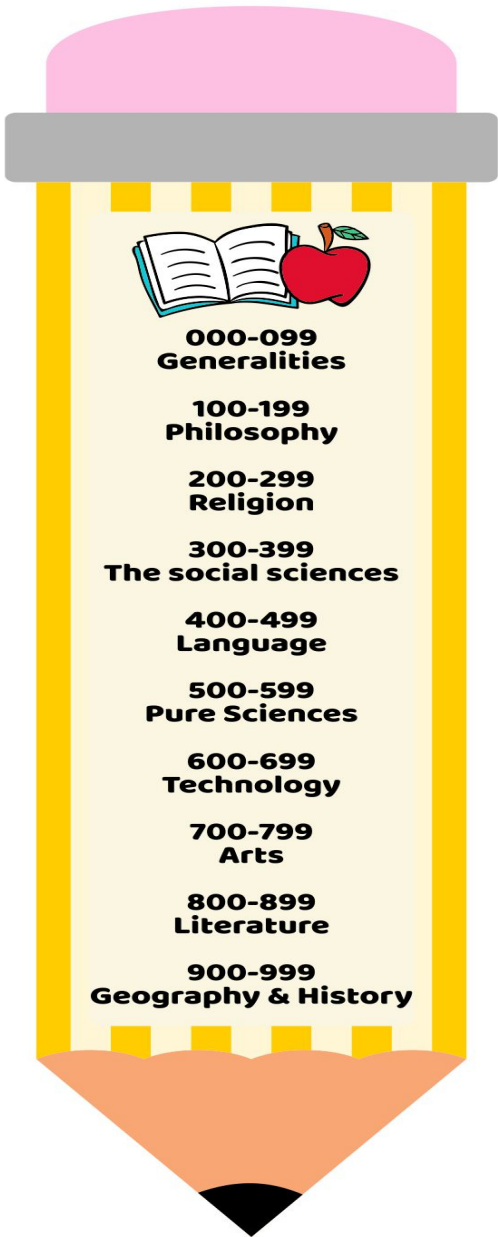 000-099
Generalities
100-199
Philosophy
200-299
Religion
300-399
The social sciences
400-499
Language
500-599
Pure Sciences
600-699
Technology
700-799
Arts
800-899
Literature
900-999
Geography & History